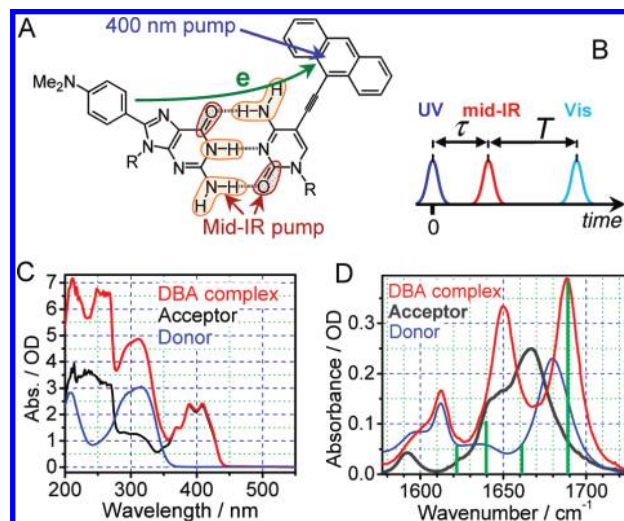 A
400 nm pump
Me2N
e
O
H
H N
N
N
N
N H
N
N
N
N H
O
N
R
H
R
Mid-IR pump
B
UV mid-IR Vis
τ T
0
time
C
DBA complex
Acceptor
Donor
Abs. / OD
7
6
5
4
3
2
1
0
200 300 400 500
Wavelength / nm
D
DBA complex
Acceptor
Donor
Absorbance / OD
0.3
0.2
0.1
0.0
1600 1650 1700
Wavenumber / cm-1